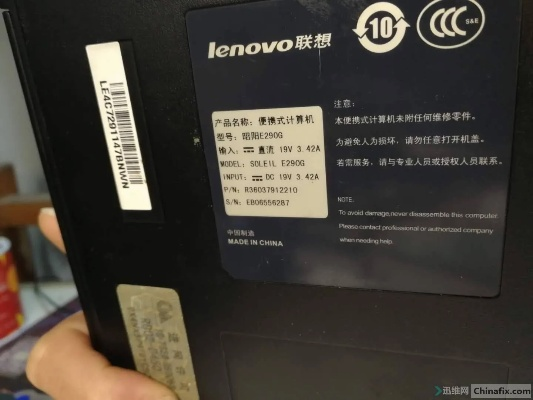 lenovo联想
10
CCC
S&E
LE4C7291147BNWN
产品名称: 便携式计算机
型号: 昭阳E290G
输入: 直流 19V 3.42A
MODEL: SOLEIL E290G
INPUT: DC 19V 3.42A
P/N: R36037912210
S/N: EB06556287
中国制造
MADE IN CHINA
注意:
本便携式计算机未附任何维修零件。
为避免人为损坏，请勿任意打开机盖。
若需服务，请与专业人员或授权人员联系。
NOTE:
To avoid damage,never disassemble this computer.
Please contact professional or authorized company
when needing help.
迅维网 Chinafix.com